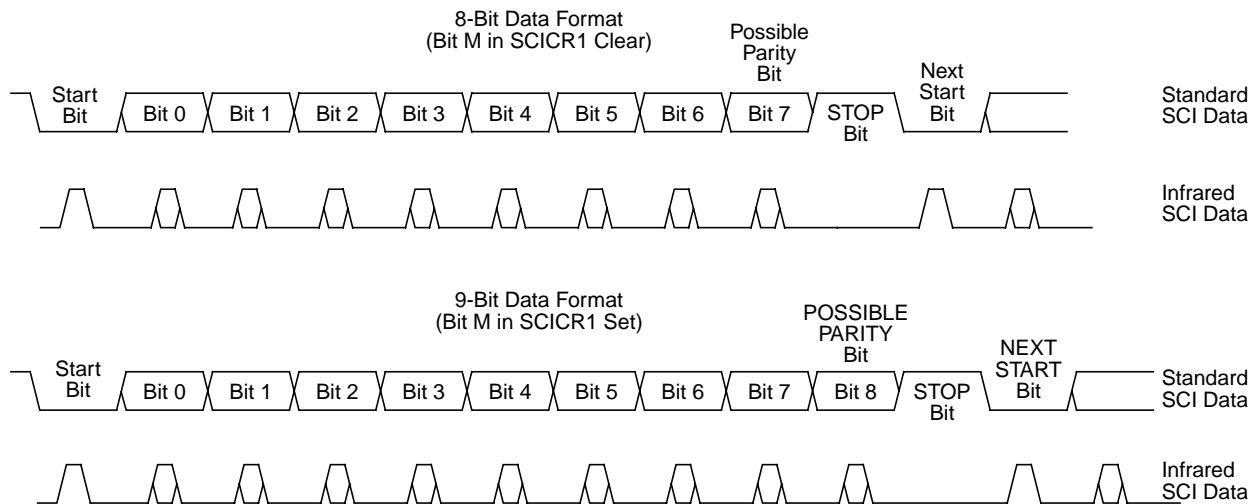 8-Bit Data Format
(Bit M in SCICR1 Clear)
Possible
Parity
Bit
Start
Bit
Bit 0
Bit 1
Bit 2
Bit 3
Bit 4
Bit 5
Bit 6
Bit 7
STOP
Bit
Next
Start
Bit
Standard
SCI Data
Infrared
SCI Data
9-Bit Data Format
(Bit M in SCICR1 Set)
POSSIBLE
PARITY
Bit
Start
Bit
Bit 0
Bit 1
Bit 2
Bit 3
Bit 4
Bit 5
Bit 6
Bit 7
Bit 8
STOP
Bit
NEXT
START
Bit
Standard
SCI Data
Infrared
SCI Data